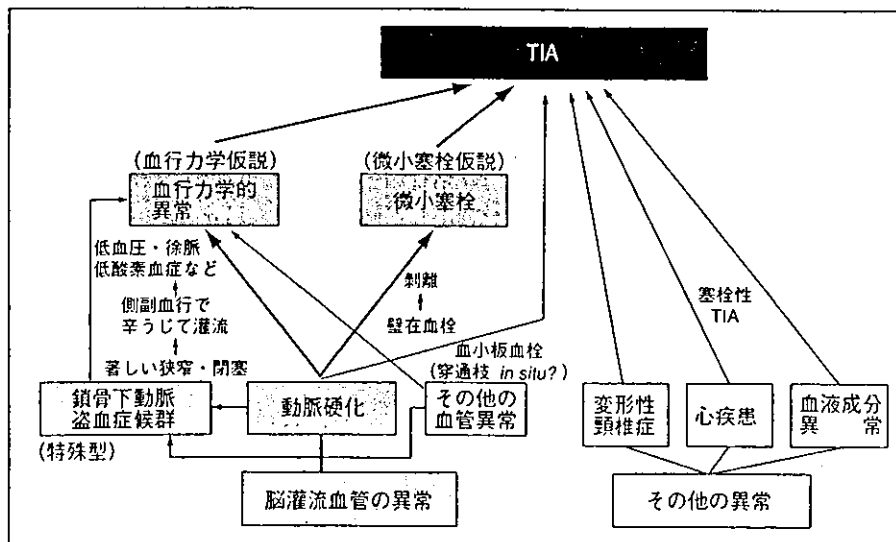 TIA
(血行力学仮説)
血行力学的
異常
(微小塞栓仮説)
微小塞栓
低血圧・徐脈
低酸素血症など
側副血行で
辛うじて灌流
著しい狭窄・閉塞
剝離
壁在血栓
血小板血栓
(穿通枝 in situ?)
塞栓性
TIA
鎖骨下動脈
盗血症候群
(特殊型)
動脈硬化
その他の
血管異常
変形性
頸椎症
心疾患
血液成分
異 常
脳灌流血管の異常
その他の異常